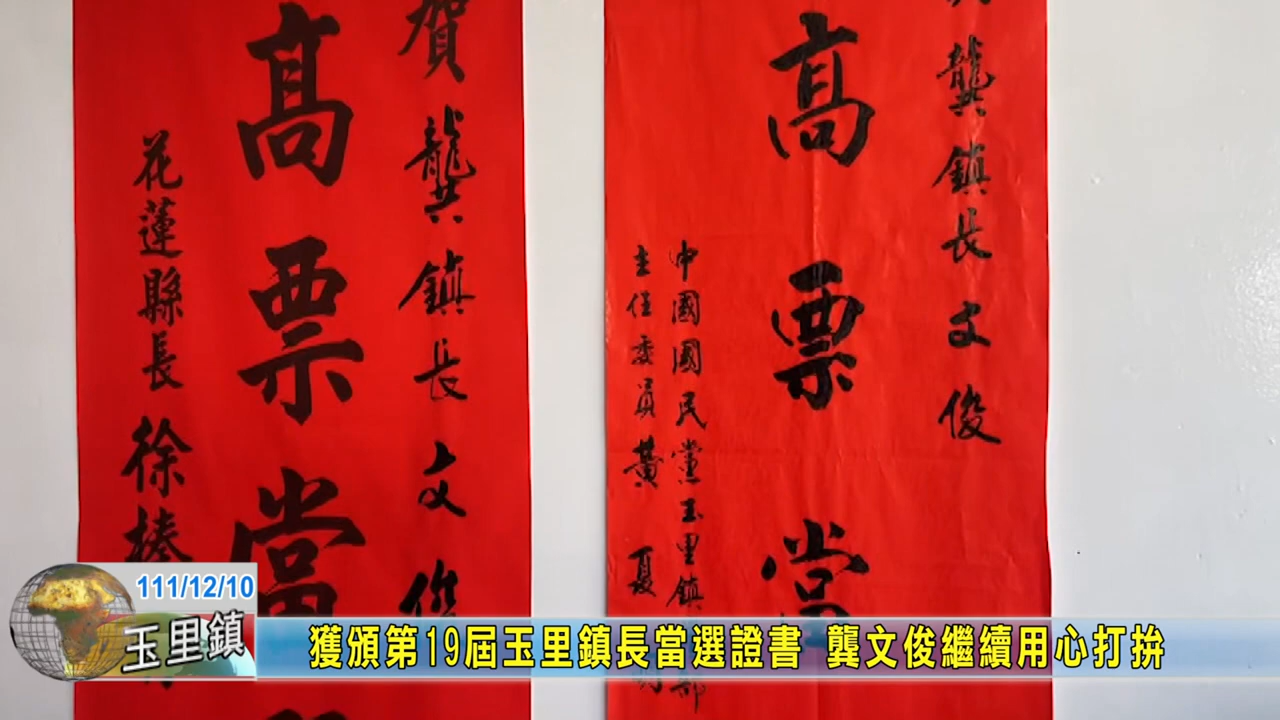 賀龔鎮長文俊
高票當
花蓮縣長徐榛
龔鎮長文俊
高票當
中國國民黨玉里鎮
主任委員黃夏
111/12/10
玉里鎮
獲頒第19屆玉里鎮長當選證書 龔文俊繼續用心打拚